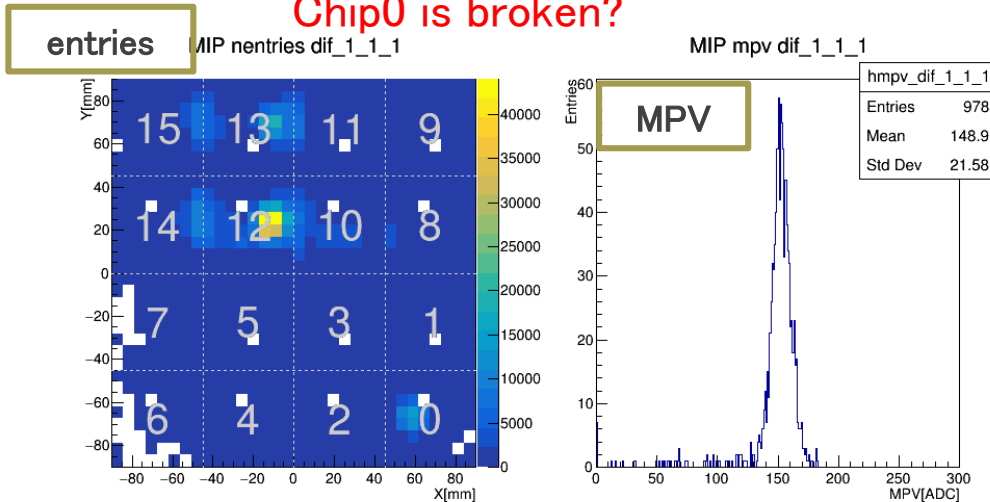 Chip0 is broken?
entries
MIP nentries dif_1_1_1
Y[mm]
80
60
40
20
0
−20
−40
−60
−80
15 13 11 9
14 12 10 8
7 5 3 1
6 4 2 0
−80 −60 −40 −20 0 20 40 60 80
X[mm]
40000
35000
30000
25000
20000
15000
10000
5000
0
MIP mpv dif_1_1_1
MPV
hmpv_dif_1_1_1
Entries 978
Mean 148.9
Std Dev 21.58
Entries
60
50
40
30
20
10
0
0 50 100 150 200 250 300
MPV[ADC]